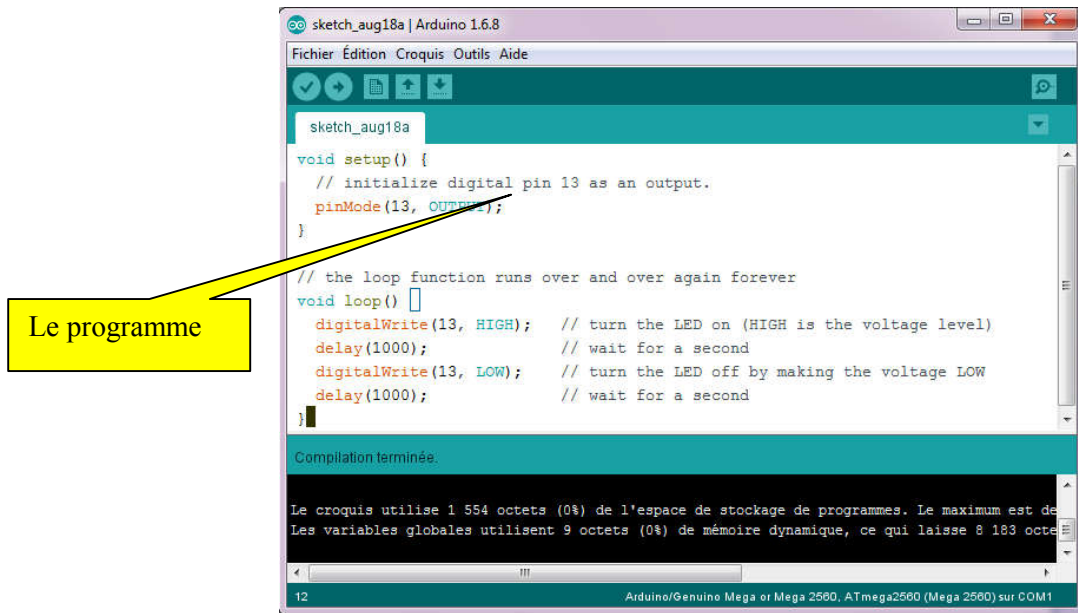 sketch_aug18a | Arduino 1.6.8
Fichier Édition Croquis Outils Aide
sketch_aug18a
void setup() {
  // initialize digital pin 13 as an output.
  pinMode(13, OUTPUT);
}
// the loop function runs over and over again forever
void loop() {
  digitalWrite(13, HIGH);   // turn the LED on (HIGH is the voltage level)
  delay(1000);              // wait for a second
  digitalWrite(13, LOW);    // turn the LED off by making the voltage LOW
  delay(1000);              // wait for a second
}
Le programme
Compilation terminée.
Le croquis utilise 1 554 octets (0%) de l'espace de stockage de programmes. Le maximum est de
Les variables globales utilisent 9 octets (0%) de mémoire dynamique, ce qui laisse 8 183 octe
12 Arduino/Genuino Mega or Mega 2560, ATmega2560 (Mega 2560) sur COM1